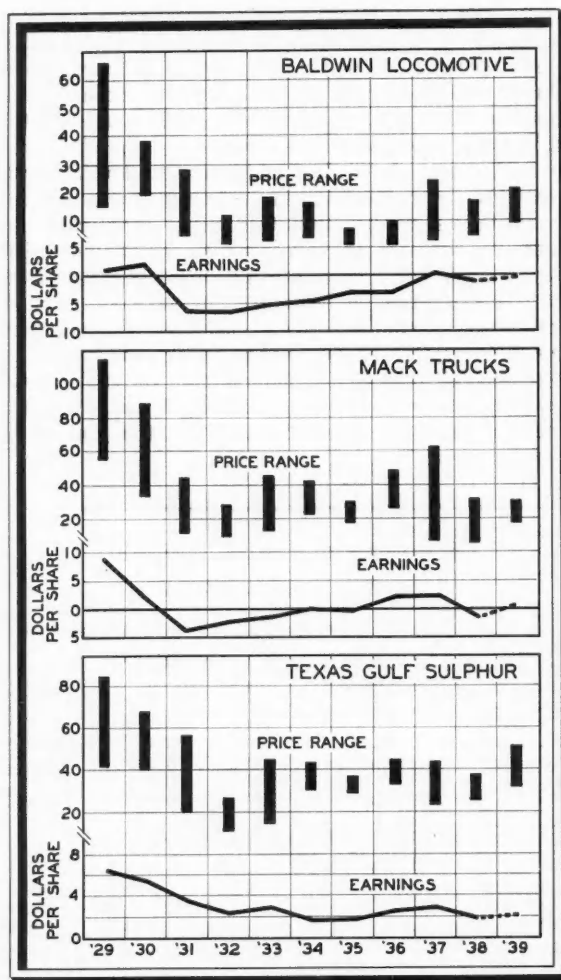 BALDWIN LOCOMOTIVE
60
50
40
30
20
10
PRICE RANGE
5
0
5
10
EARNINGS
DOLLARS
PER SHARE
MACK TRUCKS
100
80
60
40
20
PRICE RANGE
10
5
0
5
EARNINGS
DOLLARS
PER SHARE
TEXAS GULF SULPHUR
80
60
40
20
PRICE RANGE
8
4
0
EARNINGS
DOLLARS
PER SHARE
'29 '30 '31 '32 '33 '34 '35 '36 '37 '38 '39